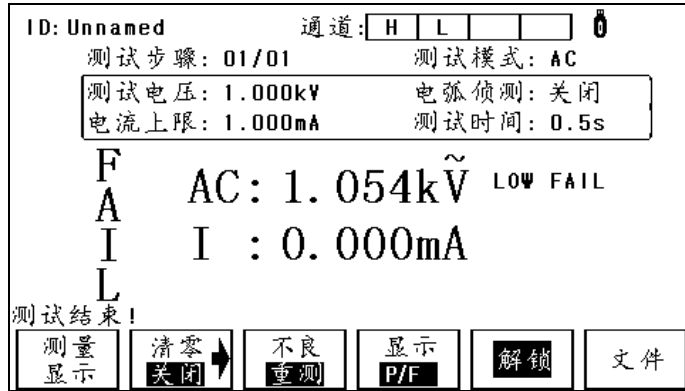 ID: Unnamed 通道: H L
测试步骤: 01/01 测试模式: AC
测试电压: 1.000kV 电弧侦测: 关闭
电流上限: 1.000mA 测试时间: 0.5s
FAIL
AC: 1.054kV LOW FAIL
I : 0.000mA
测试结束!
测量显示 清零关闭 不良重测 显示P/F 解锁 文件